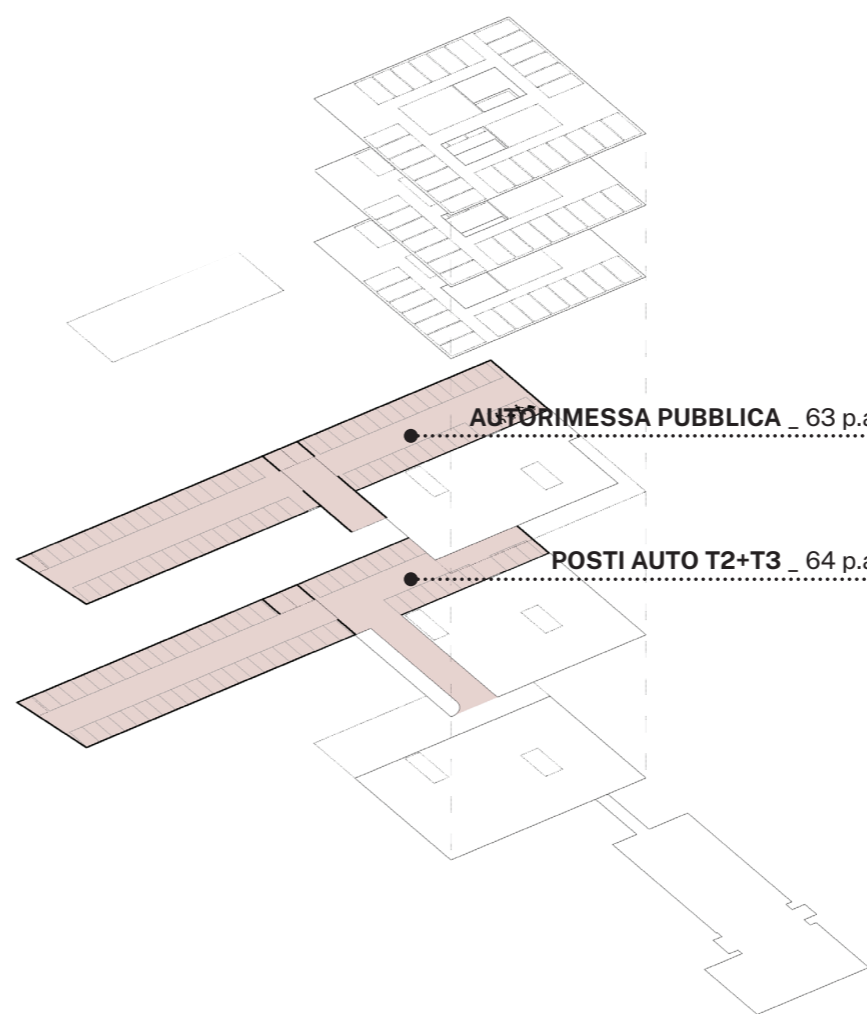 AUTORIMESSA PUBBLICA _ 63 p.a
POSTI AUTO T2+T3 _ 64 p.a